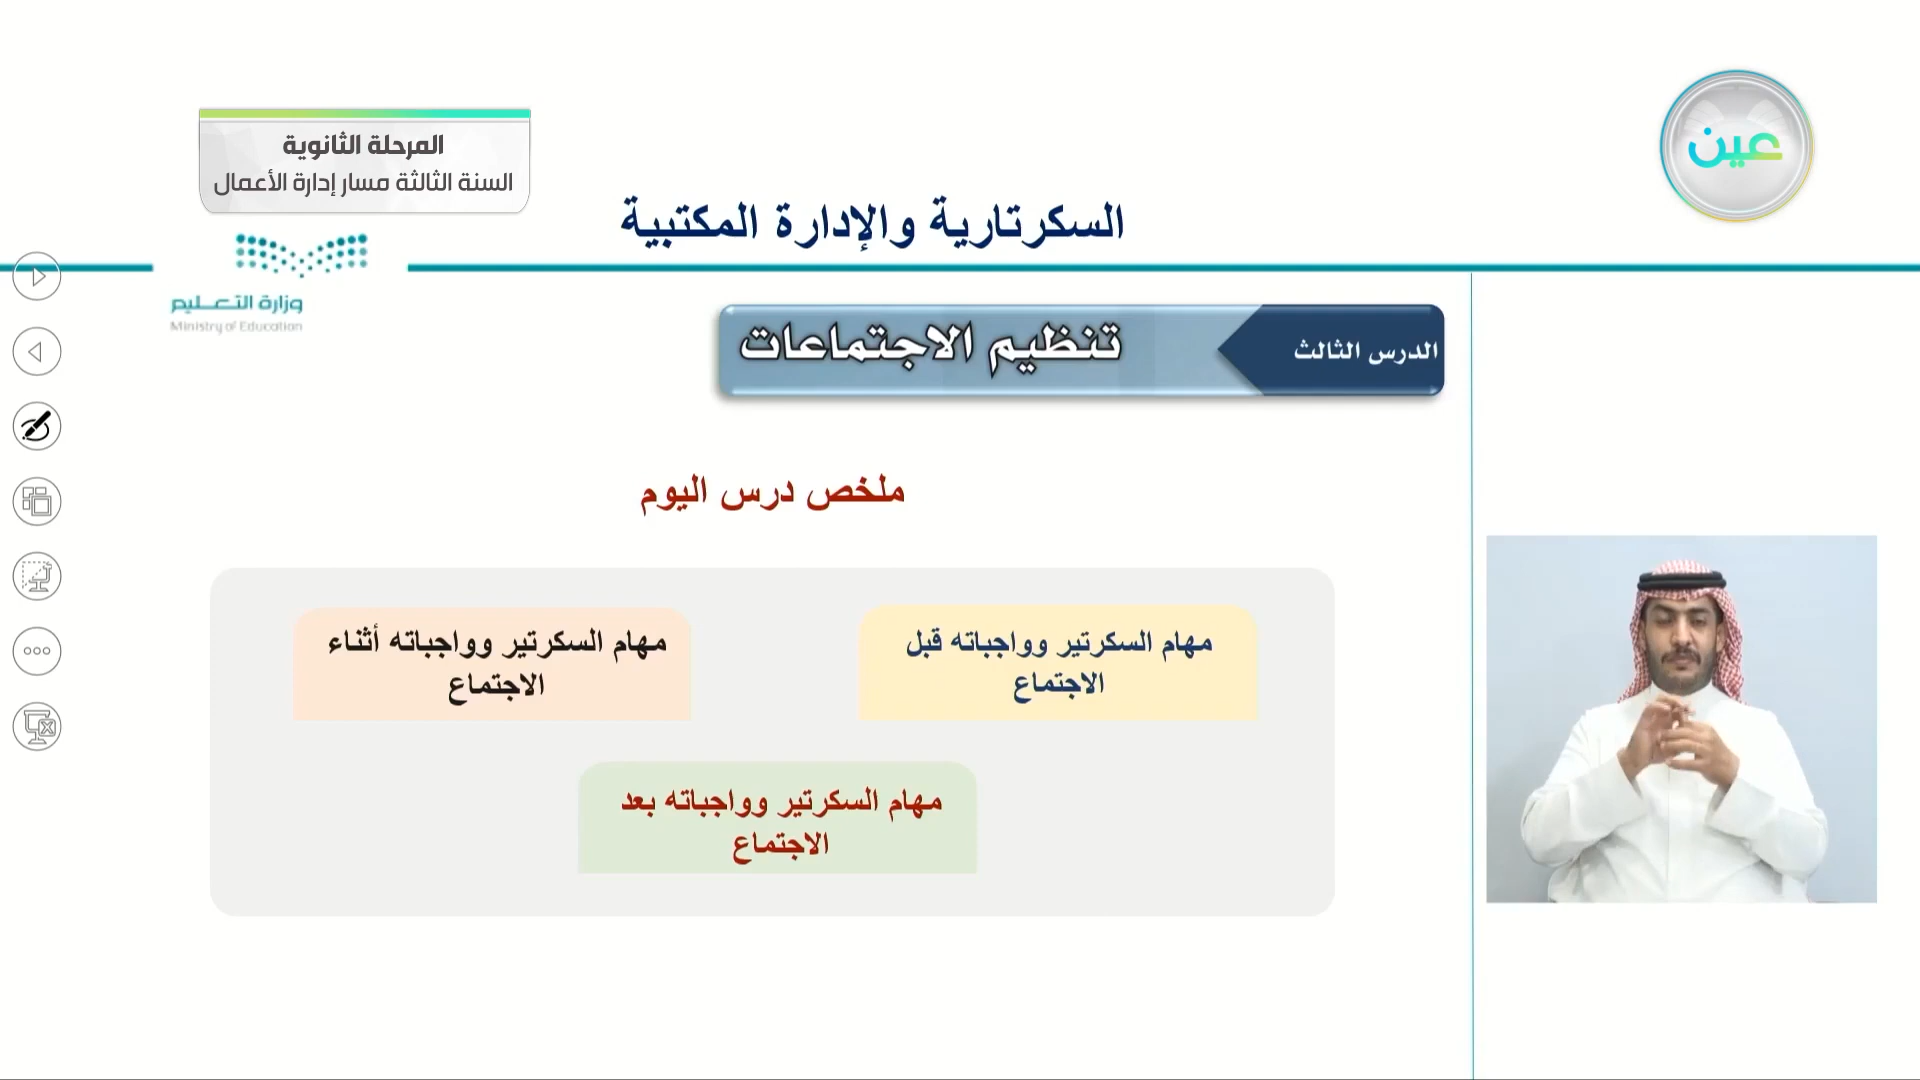 عين
المرحلة الثانوية
السنة الثالثة مسار إدارة الأعمال
السكرتارية والإدارة المكتبية
وزارة التعليم
Ministry of Education
الدرس الثالث
تنظيم الاجتماعات
ملخص درس اليوم
مهام السكرتير وواجباته قبل
الاجتماع
مهام السكرتير وواجباته أثناء
الاجتماع
مهام السكرتير وواجباته بعد
الاجتماع